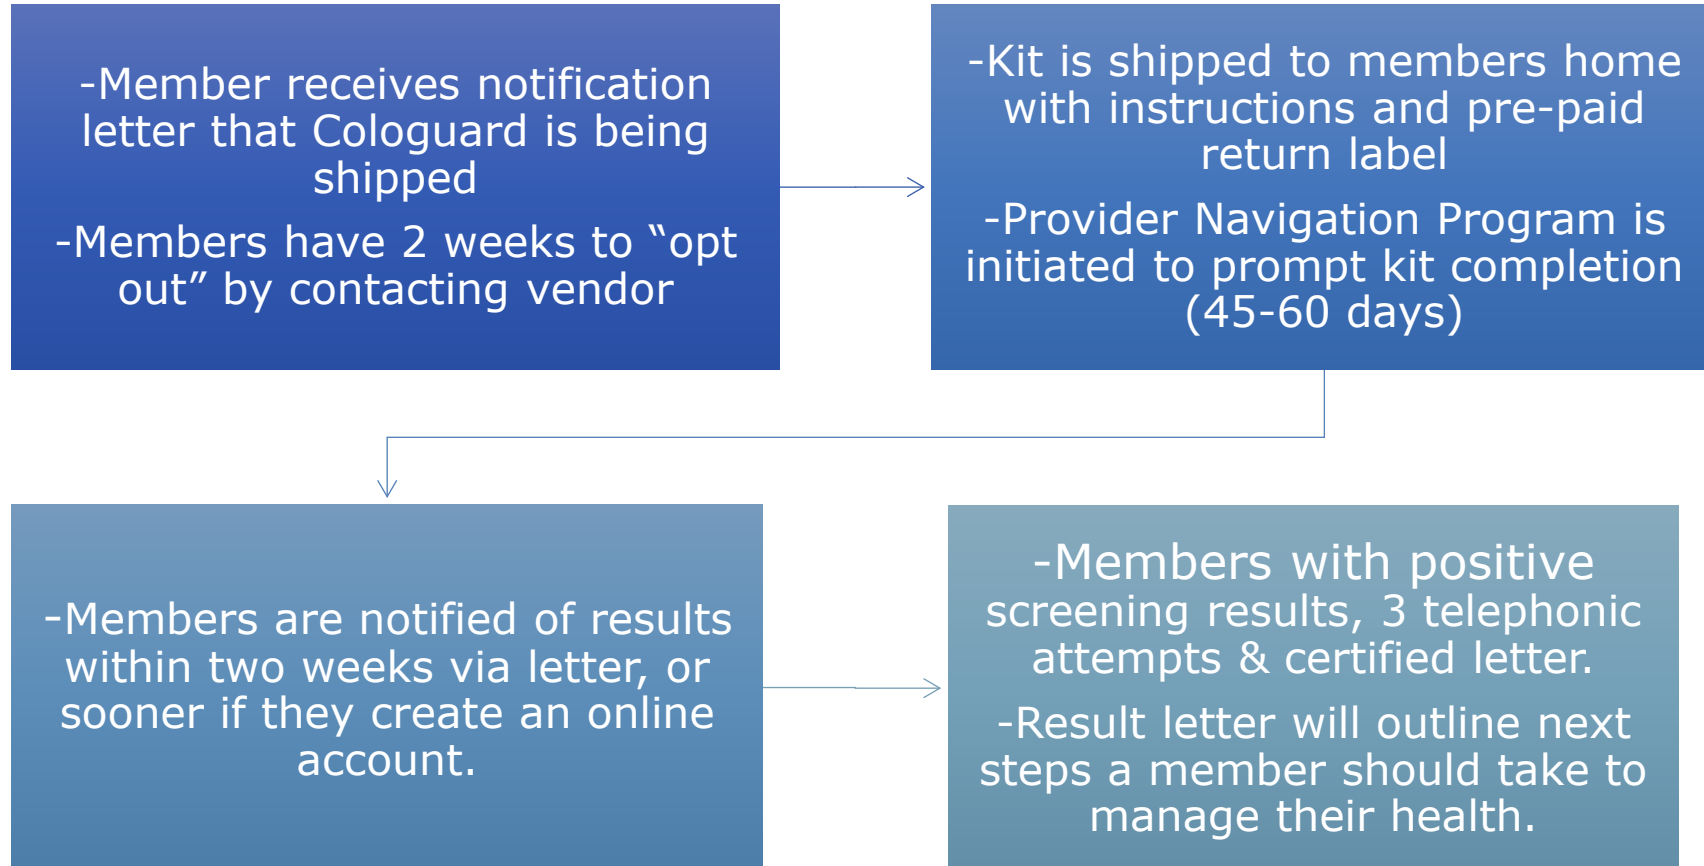 -Member receives notification
letter that Cologuard is being
shipped
-Members have 2 weeks to “opt
out” by contacting vendor
-Kit is shipped to members home
with instructions and pre-paid
return label
-Provider Navigation Program is
initiated to prompt kit completion
(45-60 days)
-Members are notified of results
within two weeks via letter, or
sooner if they create an online
account.
-Members with positive
screening results, 3 telephonic
attempts & certified letter.
-Result letter will outline next
steps a member should take to
manage their health.